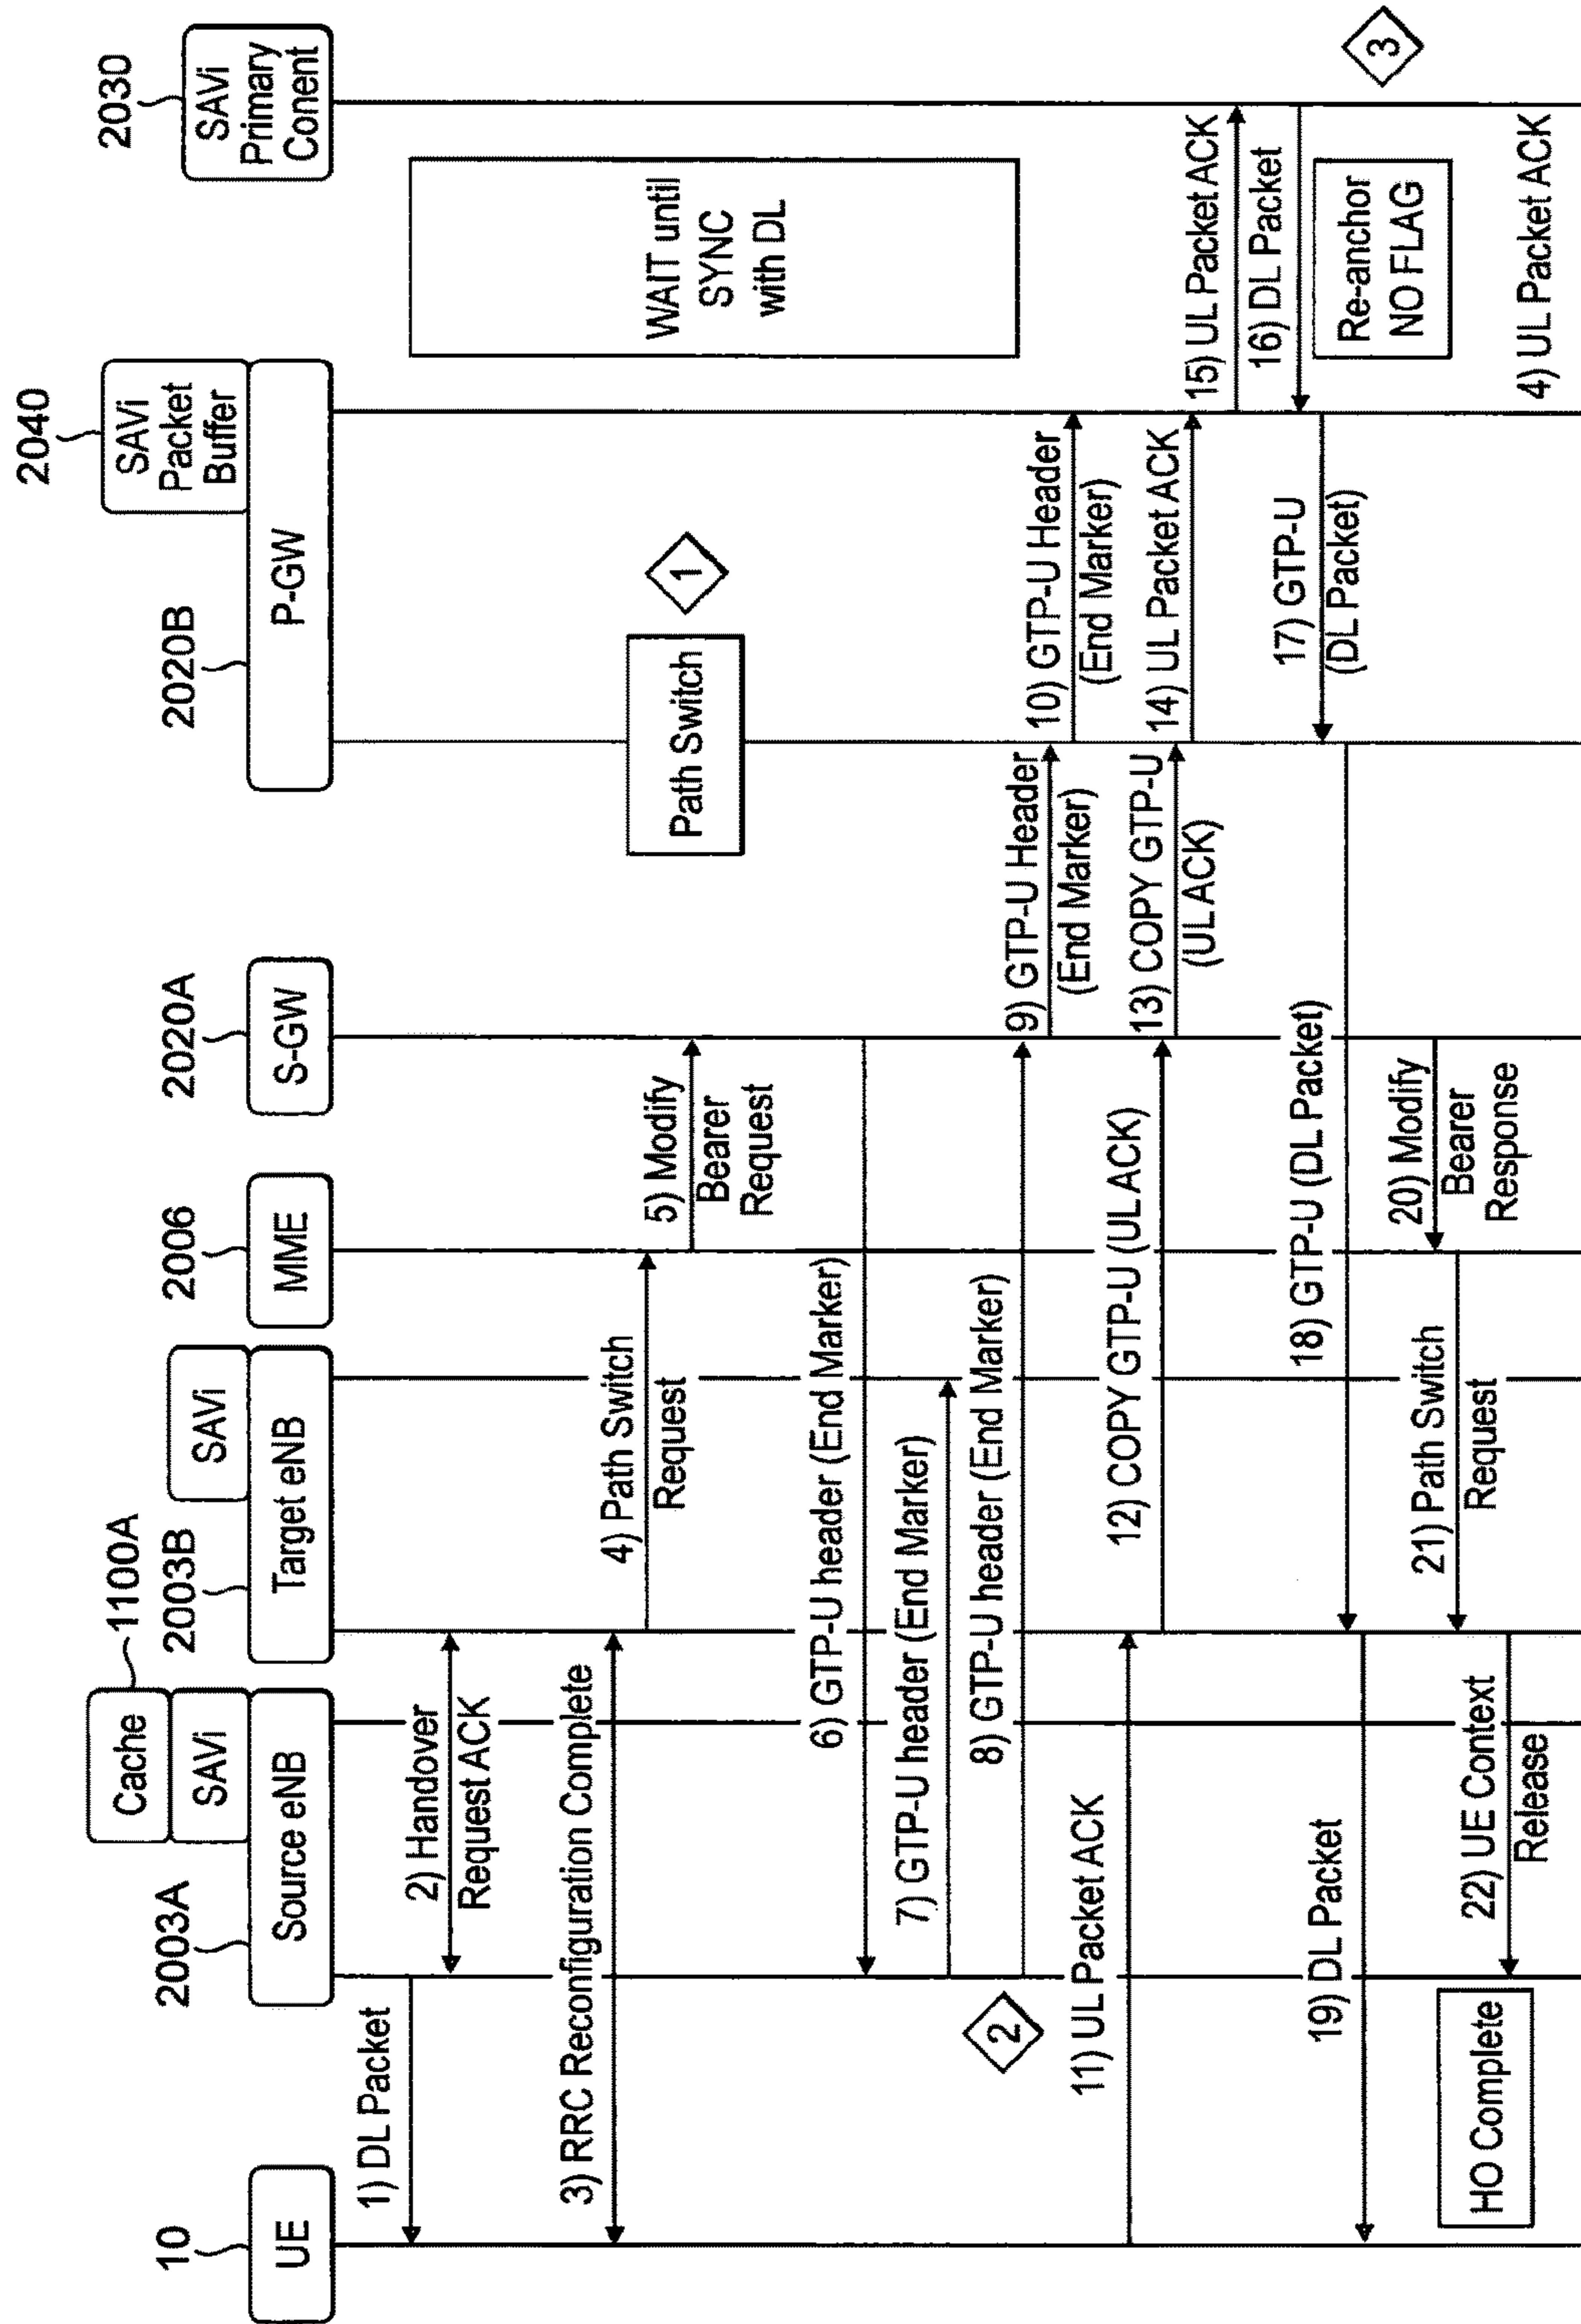 10
UE
2003A
Cache
1100A
SAVi
Source eNB
2003B
SAVi
Target eNB
2006
MME
2020A
S-GW
2020B
P-GW
2040
SAVi
Packet
Buffer
2030
SAVi
Primary
Conent
1) DL Packet
2) Handover
Request ACK
3) RRC Reconfiguration Complete
4) Path Switch
Request
5) Modify
Bearer
Request
Path Switch
1
WAIT until
SYNC
with DL
6) GTP-U header (End Marker)
7) GTP-U header (End Marker)
8) GTP-U header (End Marker)
2
9) GTP-U Header
(End Marker)
10) GTP-U Header
(End Marker)
11) UL Packet ACK
12) COPY GTP-U (ULACK)
13) COPY GTP-U
(ULACK)
14) UL Packet ACK
15) UL Packet ACK
16) DL Packet
17) GTP-U
(DL Packet)
18) GTP-U (DL Packet)
19) DL Packet
Re-anchor
NO FLAG
3
20) Modify
Bearer
Response
21) Path Switch
Request
22) UE Context
Release
HO Complete
4) UL Packet ACK